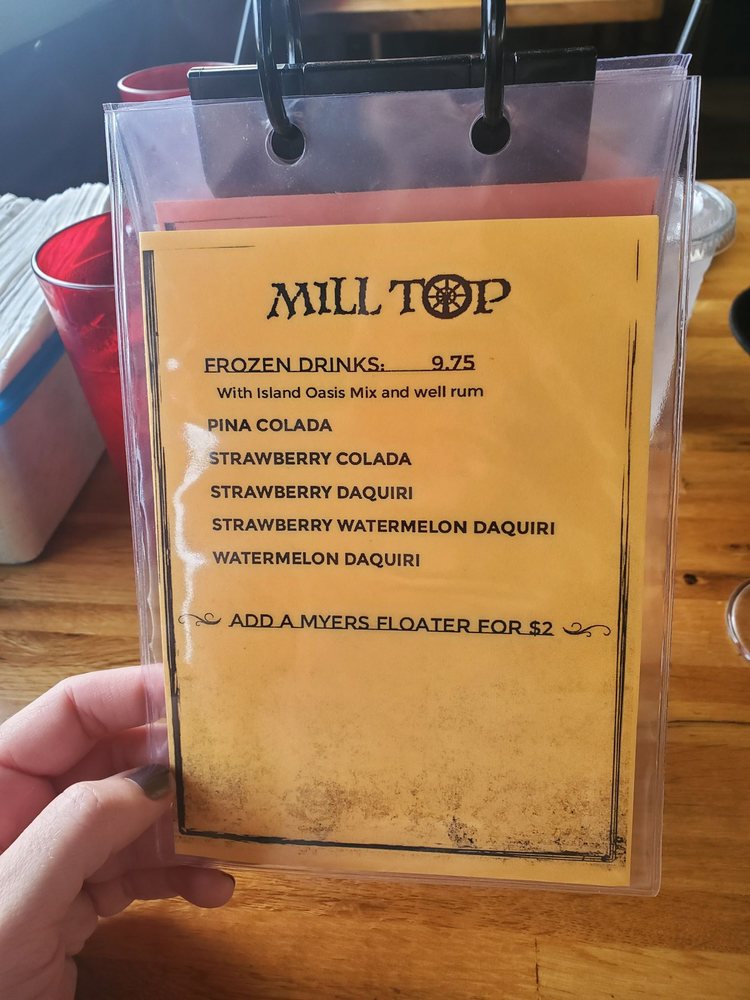 MILL TOP
FROZEN DRINKS: 9.75
With Island Oasis Mix and well rum
PINA COLADA
STRAWBERRY COLADA
STRAWBERRY DAQUIRI
STRAWBERRY WATERMELON DAQUIRI
WATERMELON DAQUIRI
ADD A MYERS FLOATER FOR $2